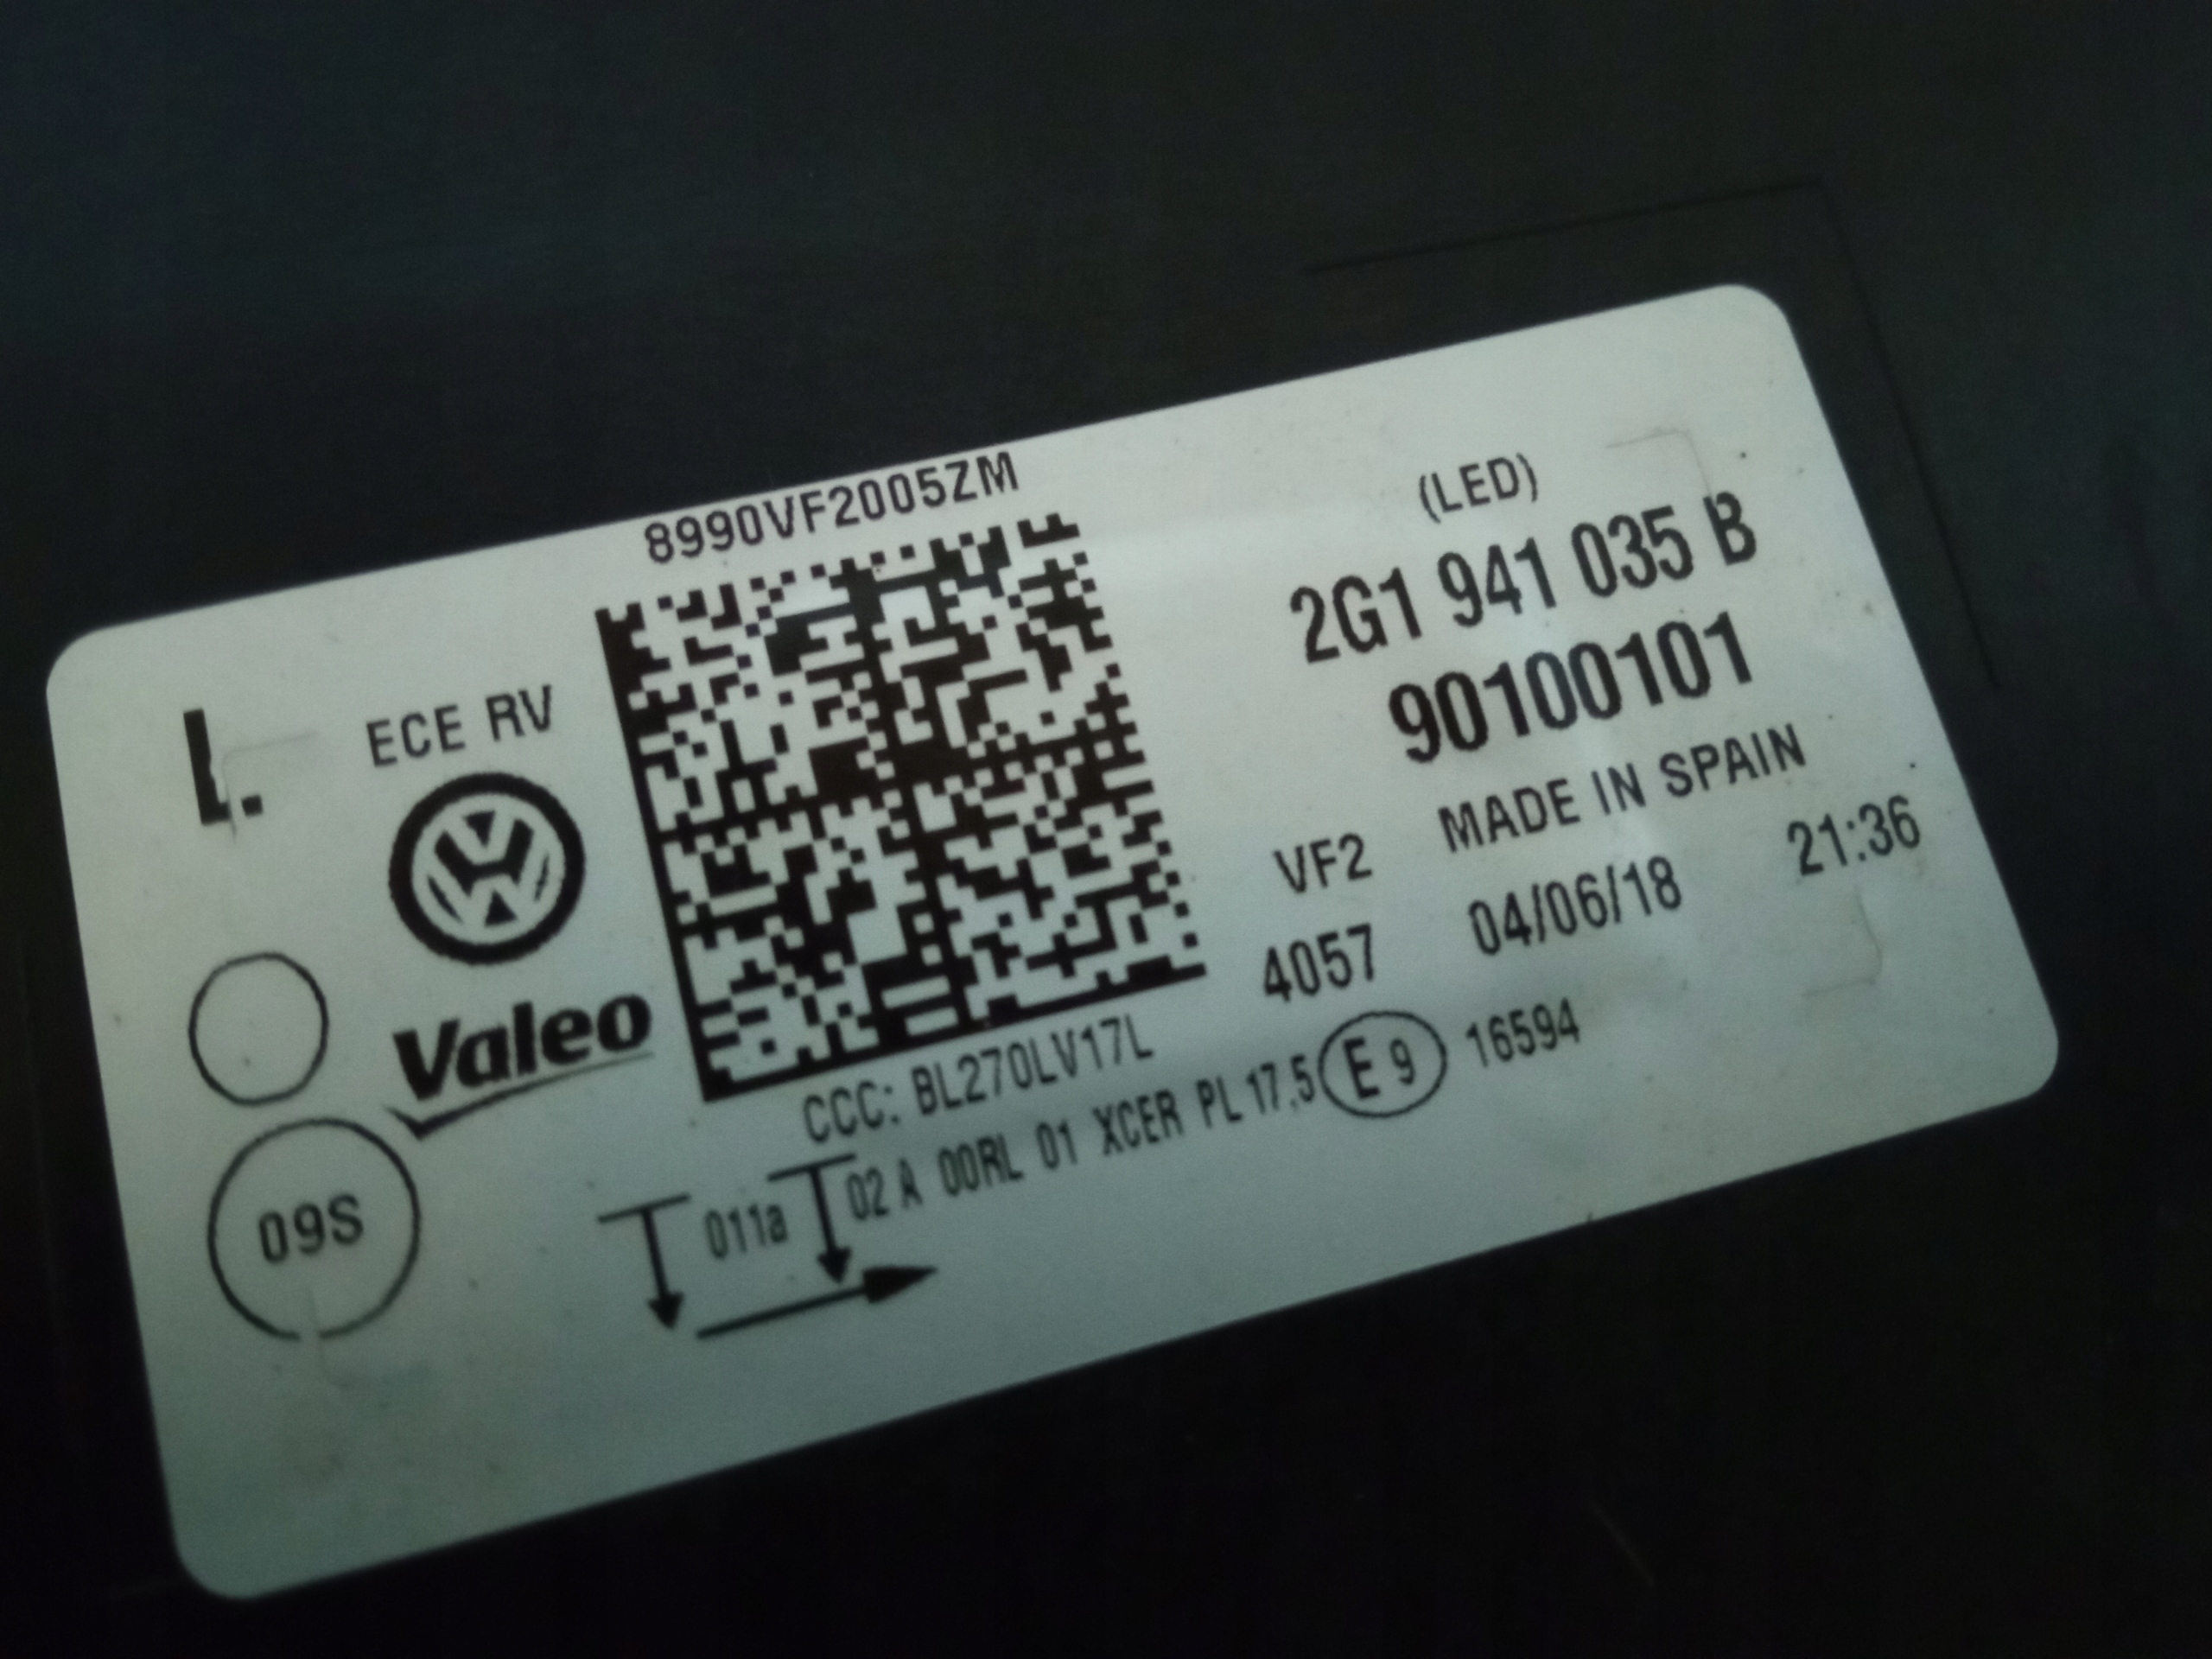 8990VF2005ZM
(LED)
2G1 941 035 B
90100101
L.
ECE RV
MADE IN SPAIN
VF2
04/06/18 21:36
4057
Valeo
CCC: BL270LV17L
011a 02 A 00RL 01 XCER PL 17,5 E 9 16594
09S